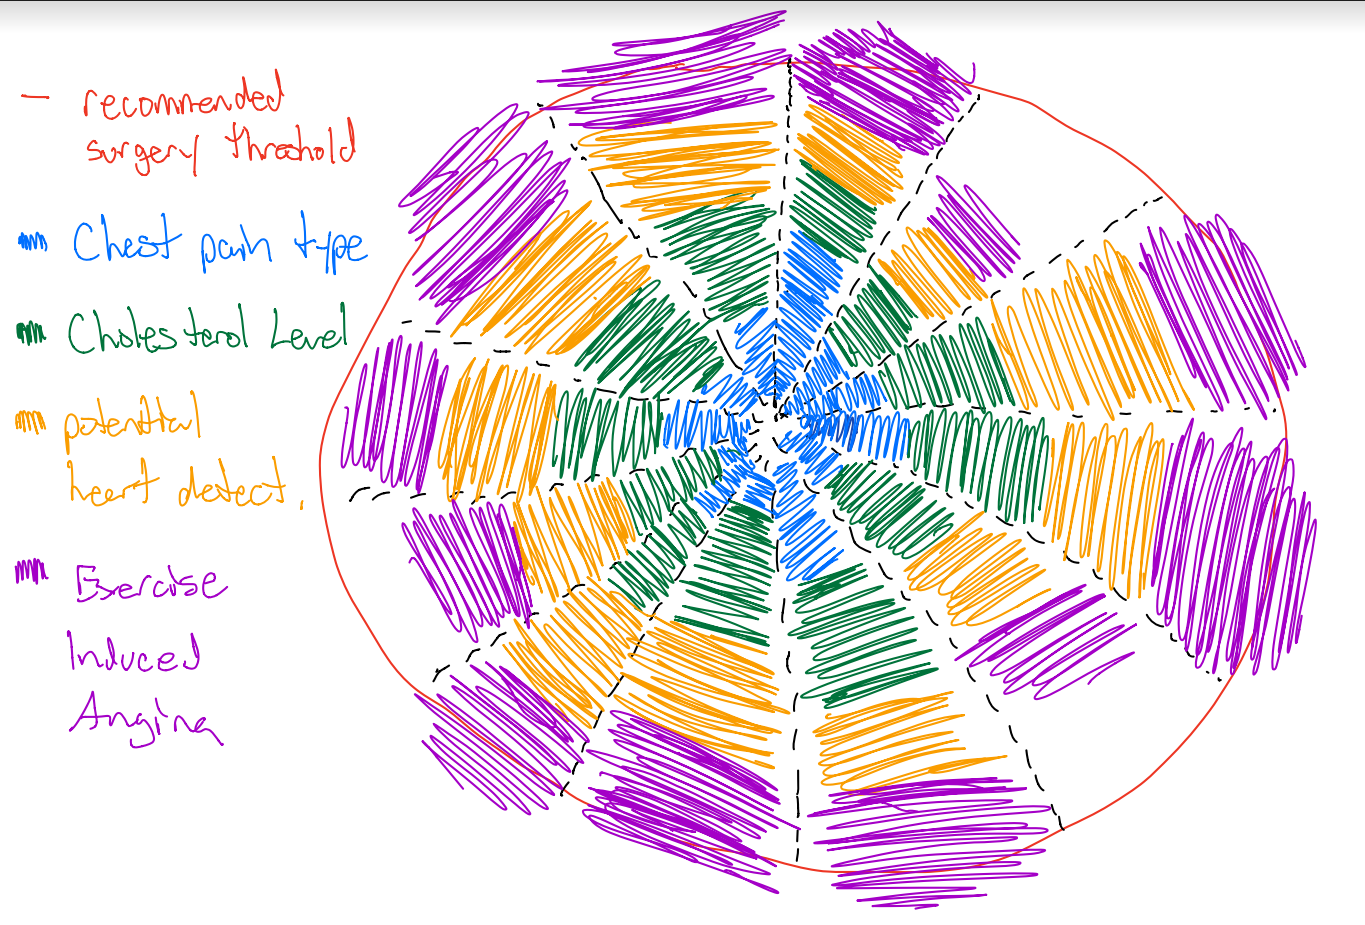 — recommended
surgery threshold
Chest pain type
Cholesterol Level
potential
heart defect.
Exercise
Induced
Angina